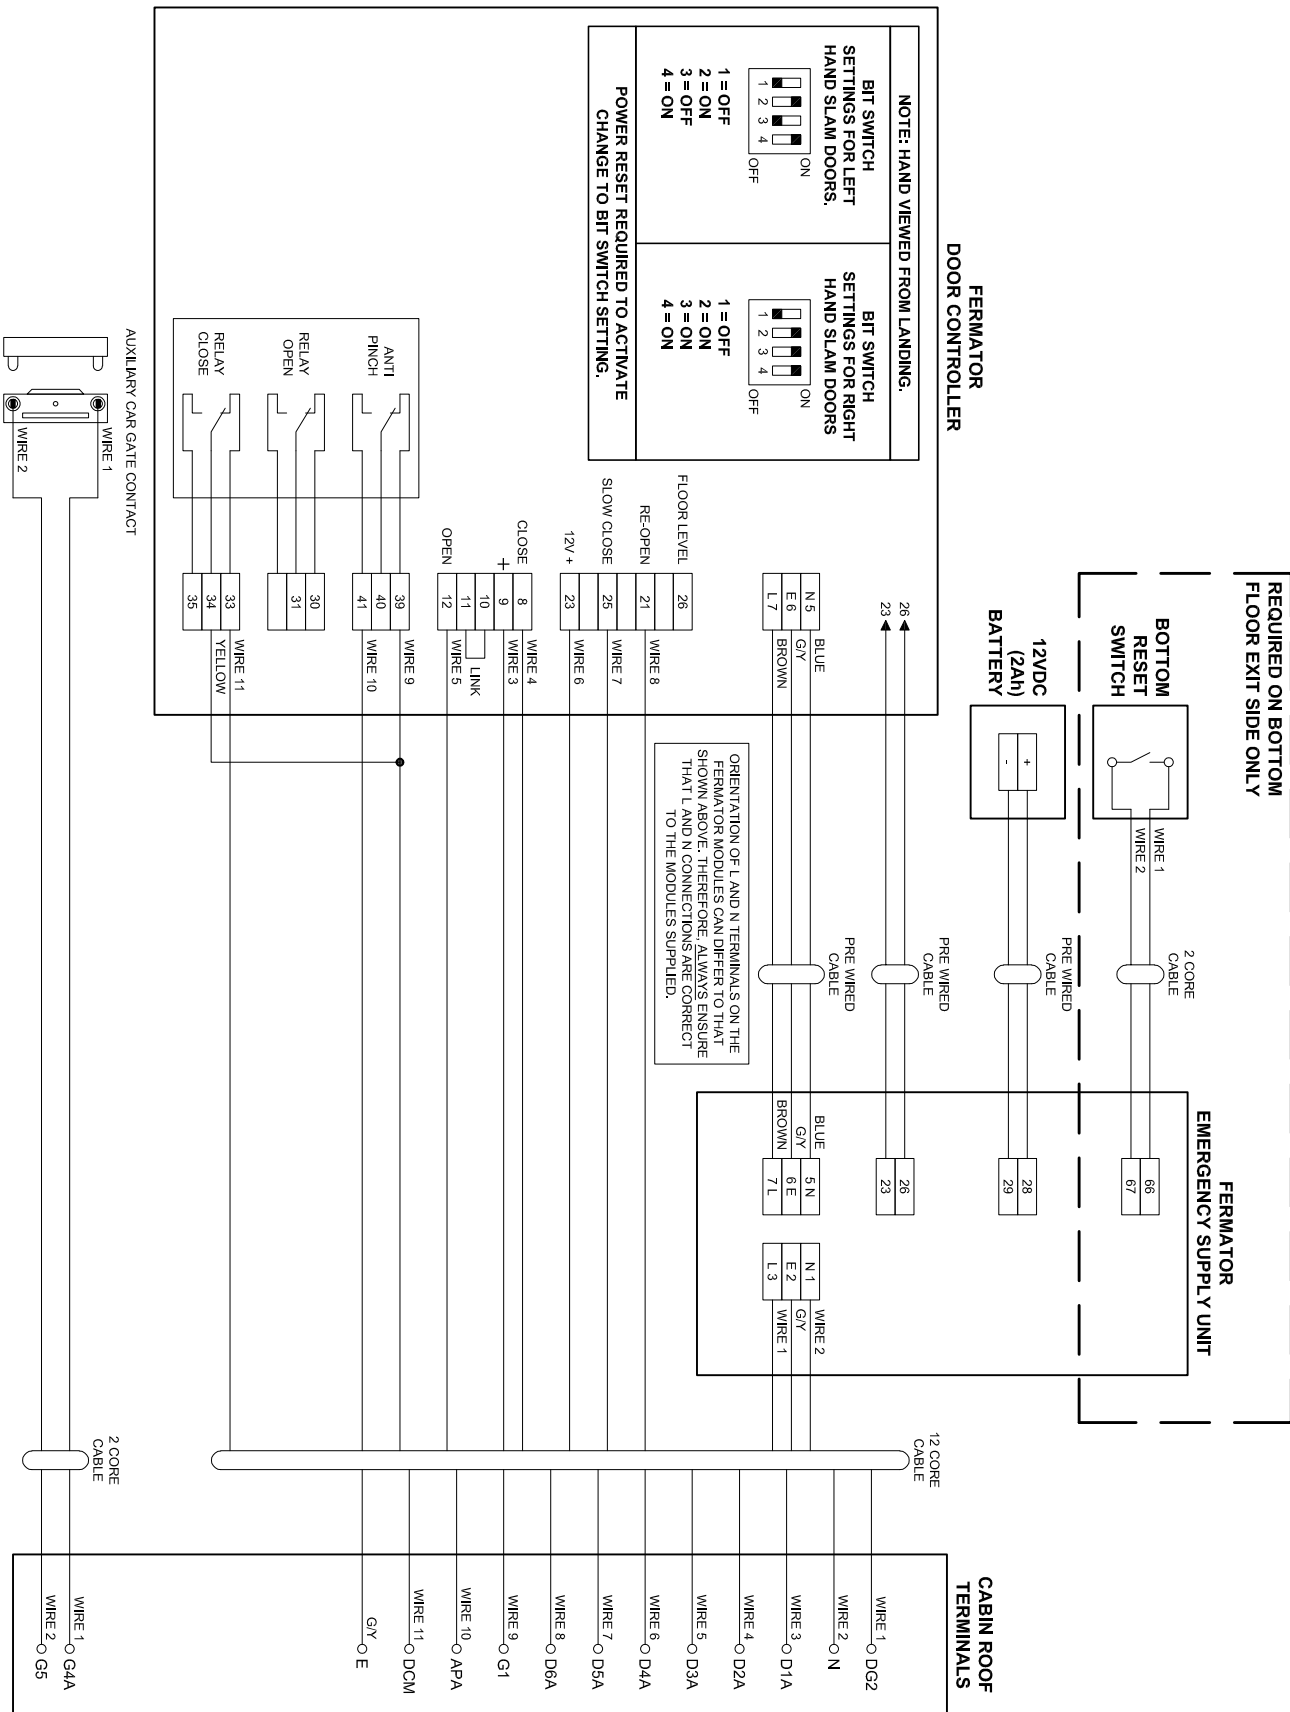 REQUIRED ON BOTTOM
FLOOR EXIT SIDE ONLY
BOTTOM
RESET
SWITCH
WIRE 1
WIRE 2
2 CORE
CABLE
66
67
FERMATOR
EMERGENCY SUPPLY UNIT
12VDC
(2Ah)
BATTERY
+
-
PRE WIRED
CABLE
28
29
26
23
PRE WIRED
CABLE
26
23
N 5
E 6
L 7
BLUE
G/Y
BROWN
PRE WIRED
CABLE
BLUE
G/Y
BROWN
5 N
6 E
7 L
N 1
E 2
L 3
WIRE 2
G/Y
WIRE 1
ORIENTATION OF L AND N TERMINALS ON THE
FERMATOR MODULES CAN DIFFER TO THAT
SHOWN ABOVE. THEREFORE, ALWAYS ENSURE
THAT L AND N CONNECTIONS ARE CORRECT
TO THE MODULES SUPPLIED.
FERMATOR
DOOR CONTROLLER
NOTE: HAND VIEWED FROM LANDING.
BIT SWITCH
SETTINGS FOR LEFT
HAND SLAM DOORS.
ON
OFF
1
2
3
4
1 = OFF
2 = ON
3 = OFF
4 = ON
BIT SWITCH
SETTINGS FOR RIGHT
HAND SLAM DOORS
ON
OFF
1
2
3
4
1 = OFF
2 = ON
3 = ON
4 = ON
POWER RESET REQUIRED TO ACTIVATE
CHANGE TO BIT SWITCH SETTING.
FLOOR LEVEL
26
RE-OPEN
21
WIRE 8
SLOW CLOSE
25
WIRE 7
12V +
23
WIRE 6
CLOSE
8
WIRE 4
+
9
WIRE 3
10
11
LINK
OPEN
12
WIRE 5
ANTI
PINCH
39
40
41
WIRE 9
WIRE 10
RELAY
OPEN
30
31
RELAY
CLOSE
33
34
35
WIRE 11
YELLOW
AUXILIARY CAR GATE CONTACT
WIRE 1
WIRE 2
12 CORE
CABLE
2 CORE
CABLE
CABIN ROOF
TERMINALS
WIRE 1 DG2
WIRE 2 N
WIRE 3 D1A
WIRE 4 D2A
WIRE 5 D3A
WIRE 6 D4A
WIRE 7 D5A
WIRE 8 D6A
WIRE 9 G1
WIRE 10 APA
WIRE 11 DCM
G/Y E
WIRE 1 G4A
WIRE 2 G5